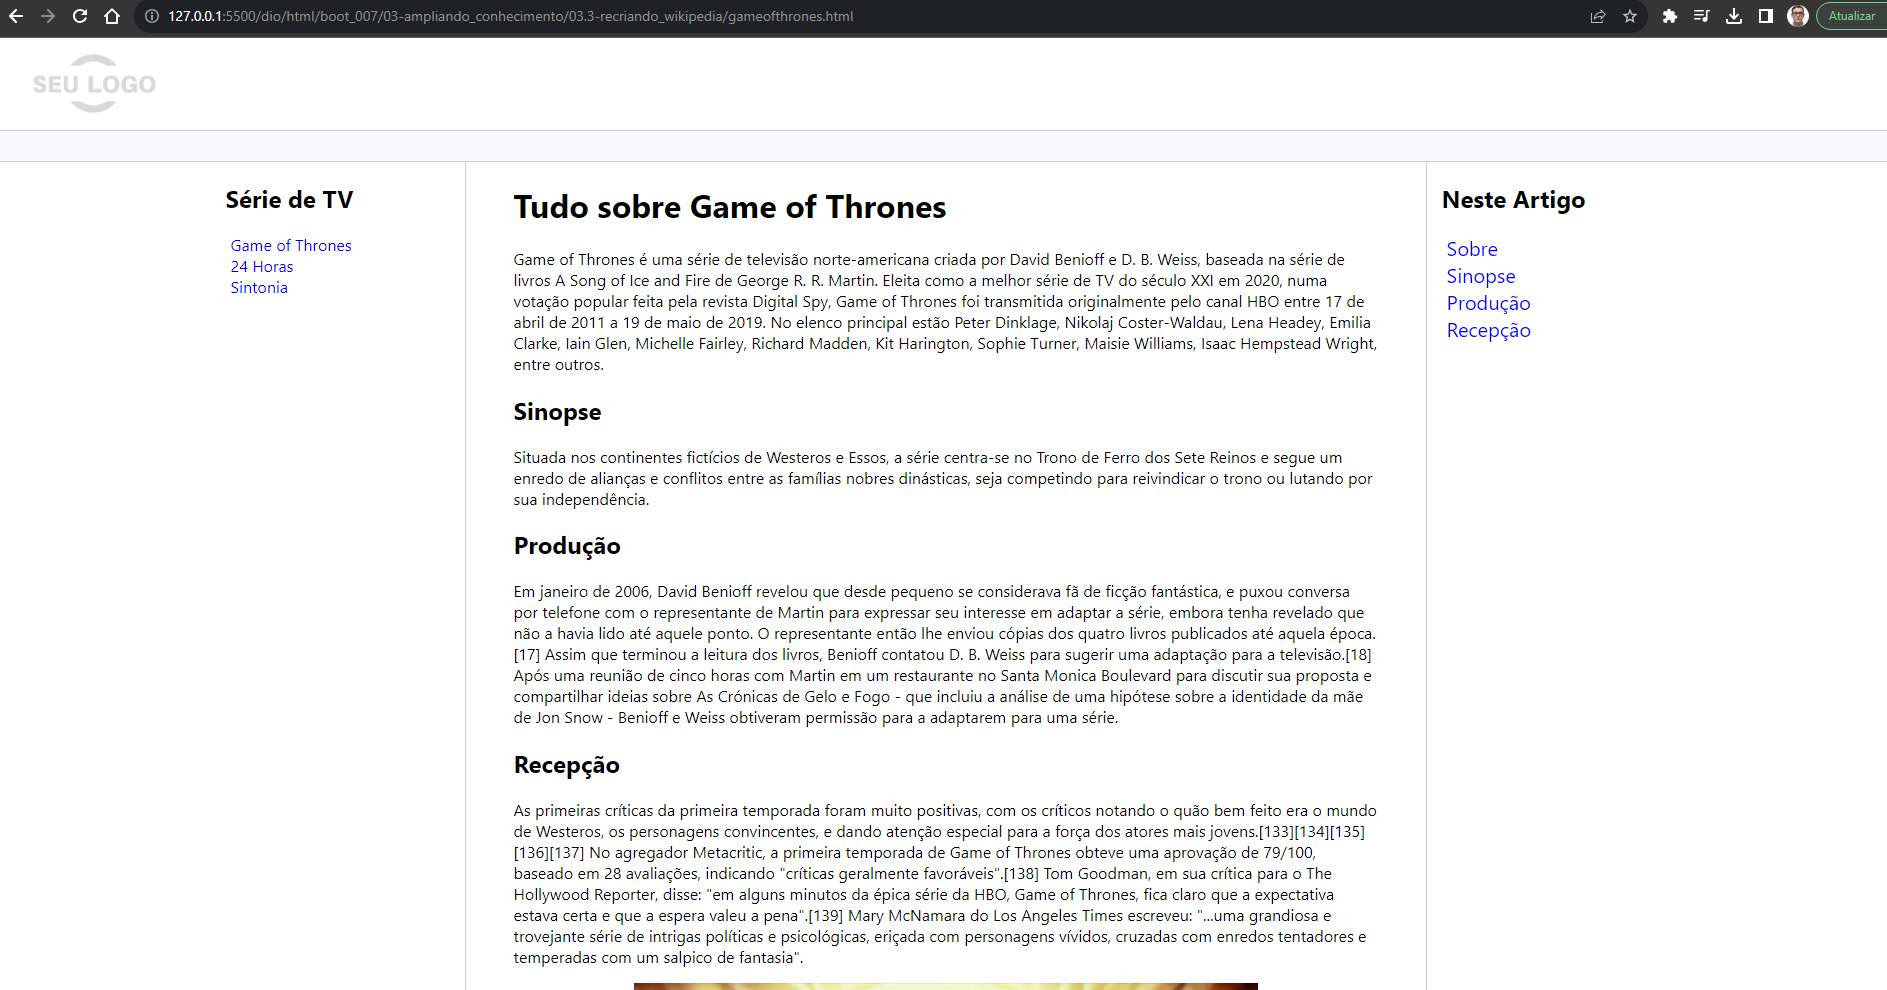 127.0.0.1:5500/dio/html/boot_007/03-ampliando_conhecimento/03.3-recriando_wikipedia/gameofthrones.html
Atualizar
SEU LOGO
Série de TV
Game of Thrones
24 Horas
Sintonia
Tudo sobre Game of Thrones
Game of Thrones é uma série de televisão norte-americana criada por David Benioff e D. B. Weiss, baseada na série de
livros A Song of Ice and Fire de George R. R. Martin. Eleita como a melhor série de TV do século XXI em 2020, numa
votação popular feita pela revista Digital Spy, Game of Thrones foi transmitida originalmente pelo canal HBO entre 17 de
abril de 2011 a 19 de maio de 2019. No elenco principal estão Peter Dinklage, Nikolaj Coster-Waldau, Lena Headey, Emilia
Clarke, Iain Glen, Michelle Fairley, Richard Madden, Kit Harington, Sophie Turner, Maisie Williams, Isaac Hempstead Wright,
entre outros.
Sinopse
Situada nos continentes fictícios de Westeros e Essos, a série centra-se no Trono de Ferro dos Sete Reinos e segue um
enredo de alianças e conflitos entre as famílias nobres dinásticas, seja competindo para reivindicar o trono ou lutando por
sua independência.
Produção
Em janeiro de 2006, David Benioff revelou que desde pequeno se considerava fã de ficção fantástica, e puxou conversa
por telefone com o representante de Martin para expressar seu interesse em adaptar a série, embora tenha revelado que
não a havia lido até aquele ponto. O representante então lhe enviou cópias dos quatro livros publicados até aquela época.
[17] Assim que terminou a leitura dos livros, Benioff contatou D. B. Weiss para sugerir uma adaptação para a televisão.[18]
Após uma reunião de cinco horas com Martin em um restaurante no Santa Monica Boulevard para discutir sua proposta e
compartilhar ideias sobre As Crónicas de Gelo e Fogo - que incluiu a análise de uma hipótese sobre a identidade da mãe
de Jon Snow - Benioff e Weiss obtiveram permissão para a adaptarem para uma série.
Recepção
As primeiras críticas da primeira temporada foram muito positivas, com os críticos notando o quão bem feito era o mundo
de Westeros, os personagens convincentes, e dando atenção especial para a força dos atores mais jovens.[133][134][135]
[136][137] No agregador Metacritic, a primeira temporada de Game of Thrones obteve uma aprovação de 79/100,
baseado em 28 avaliações, indicando "críticas geralmente favoráveis".[138] Tom Goodman, em sua crítica para o The
Hollywood Reporter, disse: "em alguns minutos da épica série da HBO, Game of Thrones, fica claro que a expectativa
estava certa e que a espera valeu a pena".[139] Mary McNamara do Los Angeles Times escreveu: "...uma grandiosa e
trovejante série de intrigas políticas e psicológicas, eriçada com personagens vívidos, cruzadas com enredos tentadores e
temperadas com um salpico de fantasia".
Neste Artigo
Sobre
Sinopse
Produção
Recepção